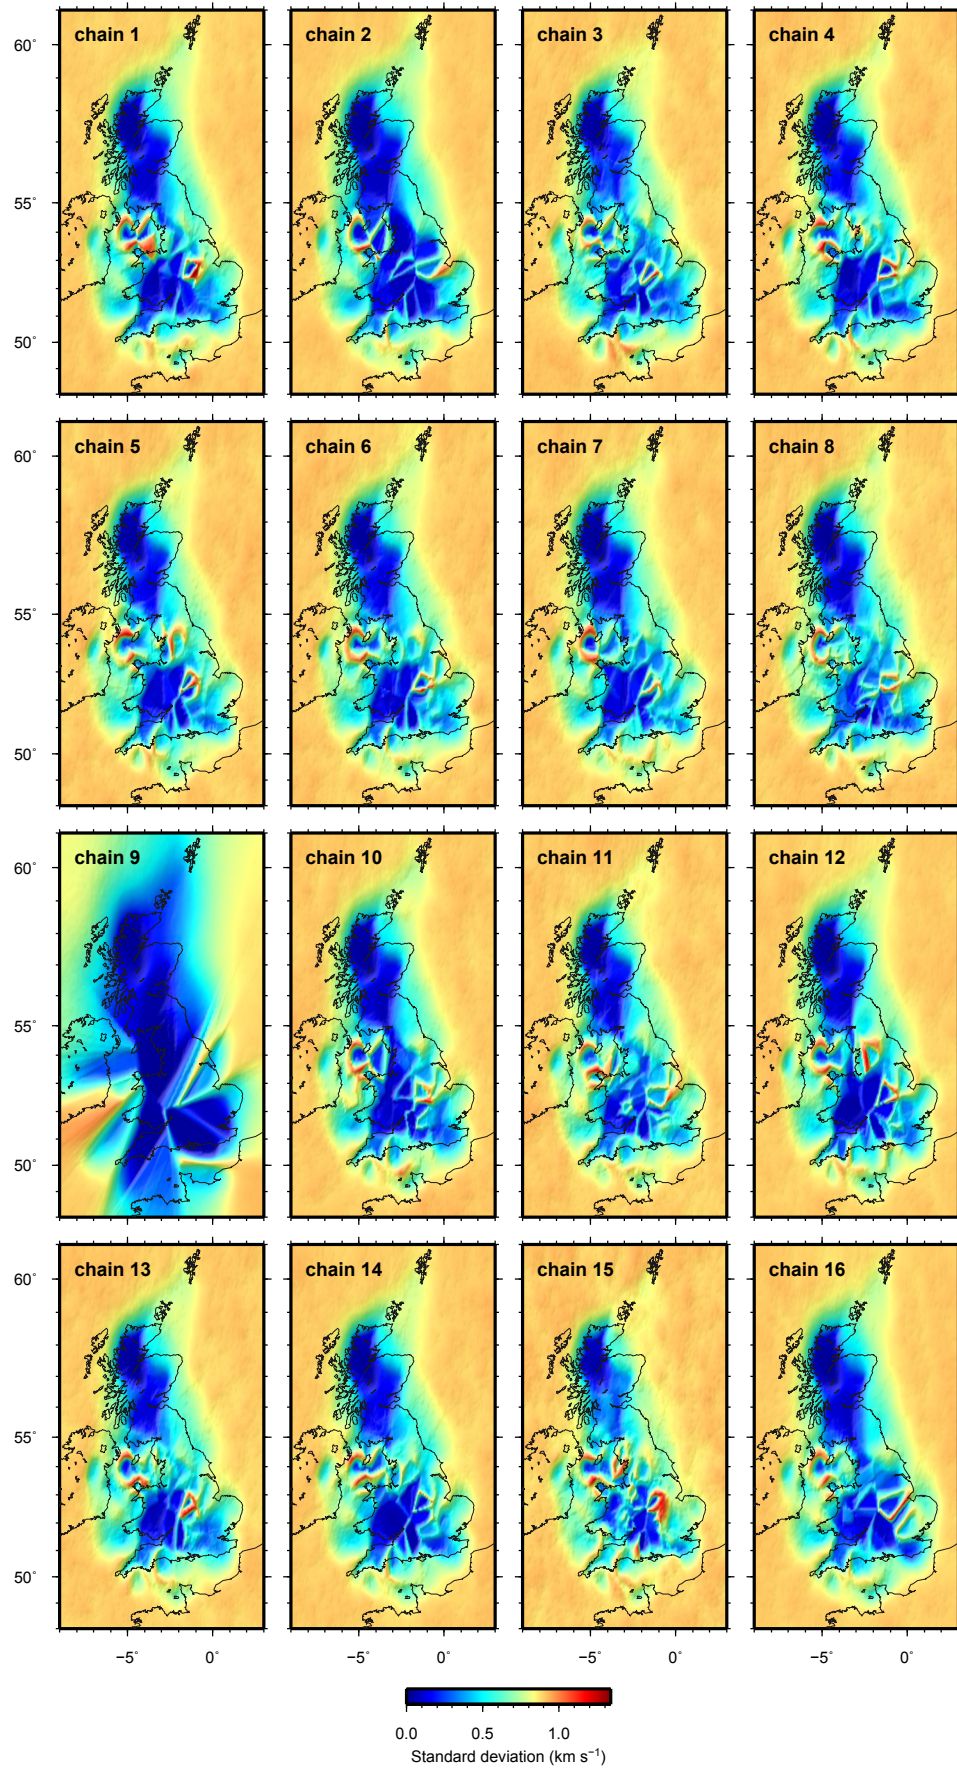 chain 1 chain 2 chain 3 chain 4
60°
55°
50°
chain 5 chain 6 chain 7 chain 8
60°
55°
50°
chain 9 chain 10 chain 11 chain 12
60°
55°
50°
chain 13 chain 14 chain 15 chain 16
60°
55°
50°
−5° 0° −5° 0° −5° 0° −5° 0°
0.0 0.5 1.0
Standard deviation (km s⁻¹)